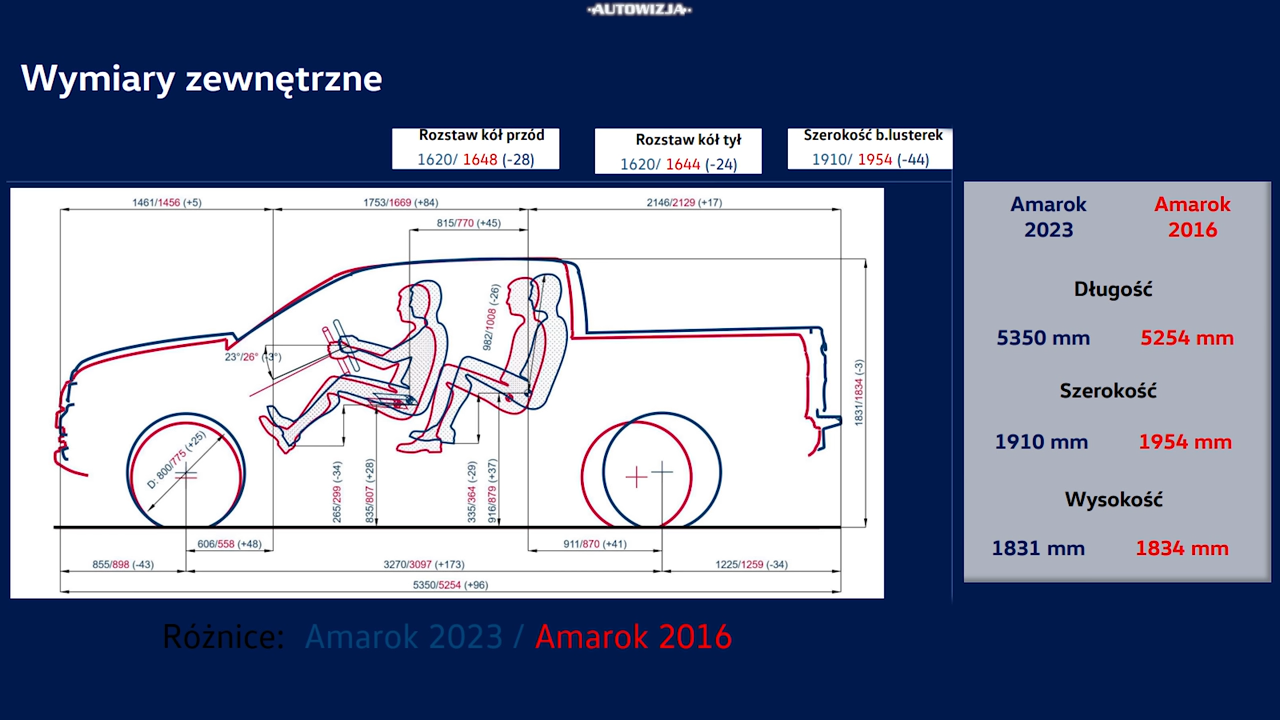 ·AUTOWIZJA·
Wymiary zewnętrzne
Rozstaw kół przód
1620/ 1648 (-28)
Rozstaw kół tył
1620/ 1644 (-24)
Szerokość b.lusterek
1910/ 1954 (-44)
1461/1456 (+5)
1753/1669 (+84)
2146/2129 (+17)
815/770 (+45)
982/1008 (-26)
23°/26° (-3°)
1831/1834 (-3)
D: 800/775 (+25)
265/299 (-34)
835/807 (+28)
335/364 (-29)
916/879 (+37)
606/558 (+48)
911/870 (+41)
855/898 (-43)
3270/3097 (+173)
1225/1259 (-34)
5350/5254 (+96)
Amarok 2023
Amarok 2016
Długość
5350 mm 5254 mm
Szerokość
1910 mm 1954 mm
Wysokość
1831 mm 1834 mm
Różnice: Amarok 2023 / Amarok 2016